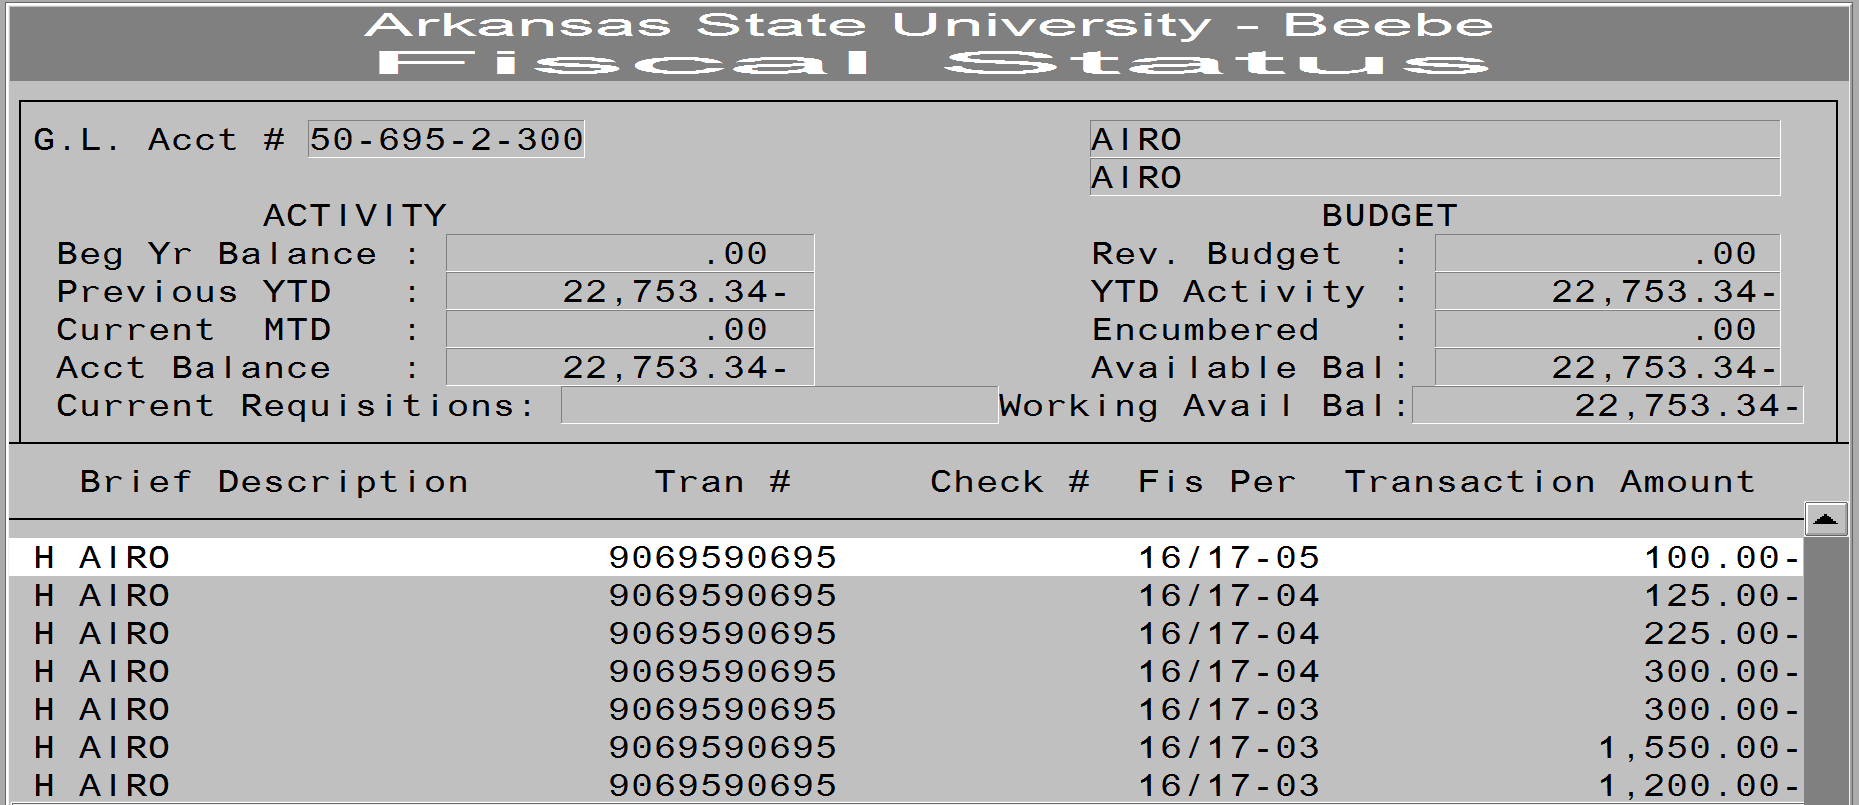 Arkansas State University - Beebe
Fiscal Status
G.L. Acct # 50-695-2-300 AIRO
AIRO
ACTIVITY BUDGET
Beg Yr Balance : .00 Rev. Budget : .00
Previous YTD : 22,753.34- YTD Activity : 22,753.34-
Current MTD : .00 Encumbered : .00
Acct Balance : 22,753.34- Available Bal: 22,753.34-
Current Requisitions: Working Avail Bal: 22,753.34-
Brief Description Tran # Check # Fis Per Transaction Amount
H AIRO 9069590695 16/17-05 100.00-
H AIRO 9069590695 16/17-04 125.00-
H AIRO 9069590695 16/17-04 225.00-
H AIRO 9069590695 16/17-04 300.00-
H AIRO 9069590695 16/17-03 300.00-
H AIRO 9069590695 16/17-03 1,550.00-
H AIRO 9069590695 16/17-03 1,200.00-